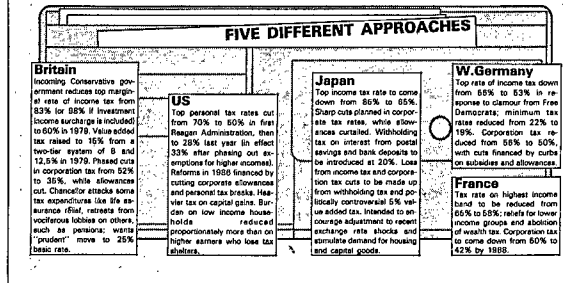 FIVE DIFFERENT APPROACHES
Britain
Incoming Conservative gov-
ernment reduces top margin-
al rate of income tax from
83% (or 98% if investment
income surcharge is included)
to 60% in 1979. Value added
tax raised to 15% from a
two-tier system of 8 and
12,5% in 1979. Phased cuts
in corporation tax from 52%
to 35%, while allowances
cut. Chancellor attacks some
tax expenditures like life as-
surance relief, retreats from
vociferous lobbies on others,
such as pensions; wants
"prudent" move to 25%
basic rate.
US
Top personal tax rates cut
from 70% to 50% in first
Reagan Administration, then
to 28% last year (in effect
33% after phasing out ex-
emptions for higher incomes).
Reforms in 1986 financed by
cutting corporate allowances
and personal tax breaks. Hea-
vier tax on capital gains. Bur-
den on low income house-
holds reduced
proportionately more than on
higher earners who lose tax
shelters.
Japan
Top income tax rate to come
down from 85% to 65%.
Sharp cuts planned in corpor-
ate tax rates, while allow-
ances curtailed. Withholding
tax on interest from postal
savings and bank deposits to
be introduced at 20%. Loss
from income tax and corpora-
tion tax cuts to be made up
from withholding tax and po-
litically controversial 5% val-
ue added tax. Intended to en-
courage adjustment to recent
exchange rate shocks and
stimulate demand for housing
and capital goods.
W.Germany
Top rate of income tax down
from 56% to 53% in re-
sponse to clamour from Free
Democrats; minimum tax
rates reduced from 22% to
19%. Corporation tax re-
duced from 56% to 50%,
with cuts financed by curbs
on subsidies and allowances.
France
Tax rate on highest income
band to be reduced from
65% to 58%; reliefs for lower
income groups and abolition
of wealth tax. Corporation tax
to come down from 50% to
42% by 1988.